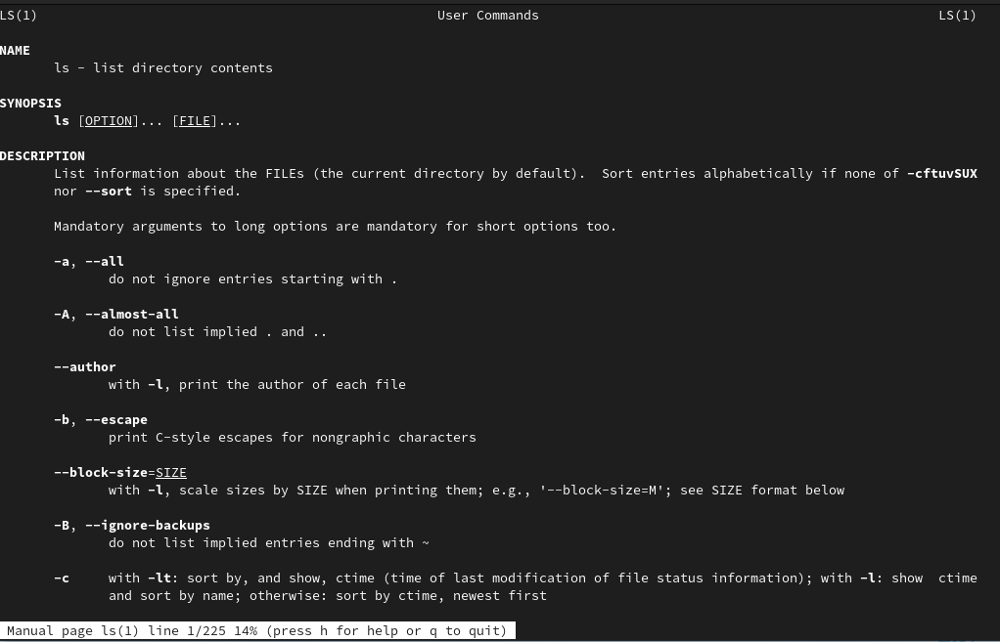 LS(1) User Commands LS(1)
NAME
ls - list directory contents
SYNOPSIS
ls [OPTION]... [FILE]...
DESCRIPTION
List information about the FILEs (the current directory by default).  Sort entries alphabetically if none of -cftuvSUX
nor --sort is specified.
Mandatory arguments to long options are mandatory for short options too.
-a, --all
do not ignore entries starting with .
-A, --almost-all
do not list implied . and ..
--author
with -l, print the author of each file
-b, --escape
print C-style escapes for nongraphic characters
--block-size=SIZE
with -l, scale sizes by SIZE when printing them; e.g., '--block-size=M'; see SIZE format below
-B, --ignore-backups
do not list implied entries ending with ~
-c with -lt: sort by, and show, ctime (time of last modification of file status information); with -l: show  ctime
and sort by name; otherwise: sort by ctime, newest first
Manual page ls(1) line 1/225 14% (press h for help or q to quit)